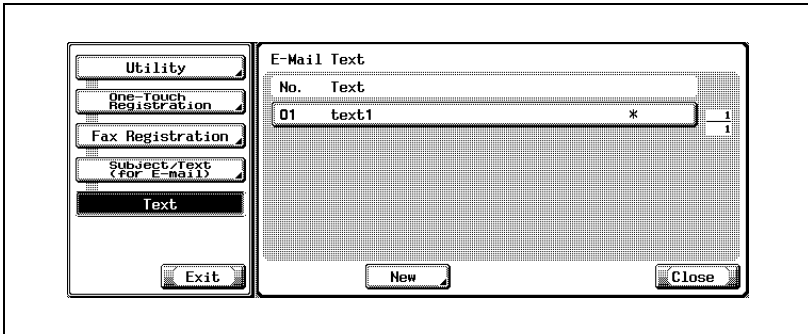 Utility
One-Touch
Registration
Fax Registration
Subject/Text
(for E-mail)
Text
Exit
E-Mail Text
No. Text
01 text1 *
1
1
New
Close